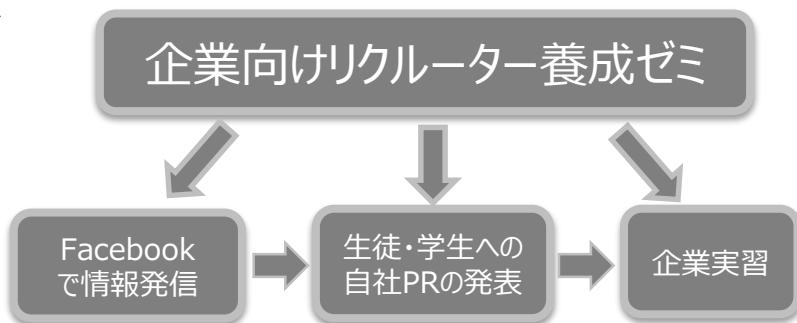 企業向けリクルーター養成ゼミ
Facebook
で情報発信
生徒・学生への
自社PRの発表
企業実習